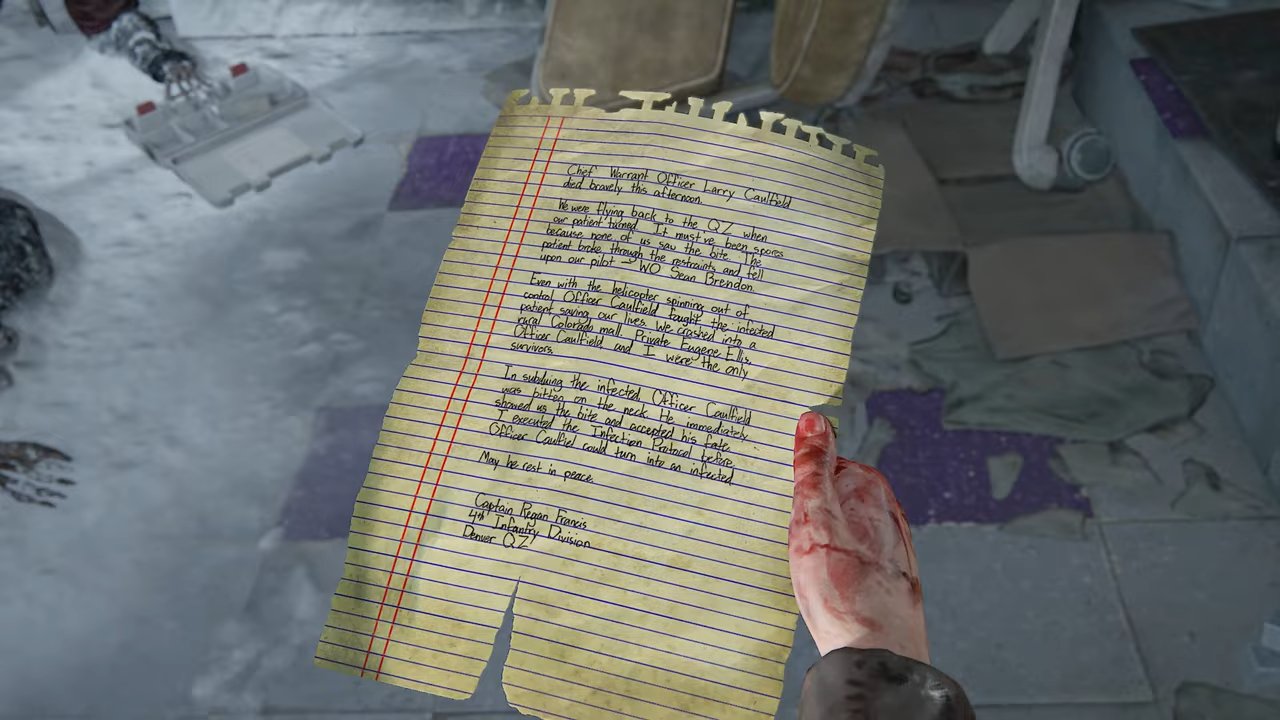 Chief Warrant Officer Larry Caulfield
died bravely this afternoon.
We were flying back to the QZ when
our patient turned. It must've been spores
because none of us saw the bite. The
patient broke through the restraints and fell
upon our pilot - WO Sean Brendon.
Even with the helicopter spinning out of
control, Officer Caulfield fought the infected
patient saving our lives. We crashed into a
rural Colorado mall. Private Eugene Ellis,
Officer Caulfield and I were the only
survivors.
In subduing the infected, Officer Caulfield
was bitten on the neck. He immediately
showed us the bite and accepted his fate.
I executed the Infection Protocol before
Officer Caulfiel could turn into an infected.
May he rest in peace.
Captain Regan Francis
4th Infantry Division
Denver QZ